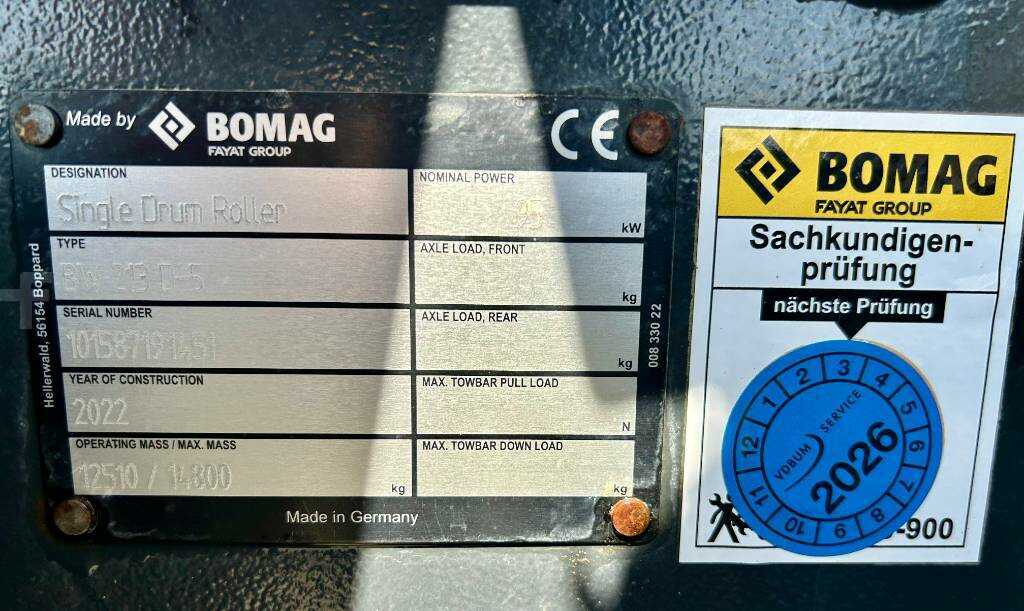 Made by BOMAG
FAYAT GROUP
CE
DESIGNATION
Single Drum Roller
NOMINAL POWER
95
kW
TYPE
AXLE LOAD, FRONT
kg
SERIAL NUMBER
AXLE LOAD, REAR
kg
YEAR OF CONSTRUCTION
2022
MAX. TOWBAR PULL LOAD
N
OPERATING MASS / MAX. MASS
12510 / 14800
kg
MAX. TOWBAR DOWN LOAD
kg
Made in Germany
Hellerwald, 56154 Boppard
008 330 22
BOMAG
FAYAT GROUP
Sachkundigen-
prüfung
nächste Prüfung
1 2 3 4 5 6 7 8 9 10 11 12
VDBUM SERVICE
2026
-900